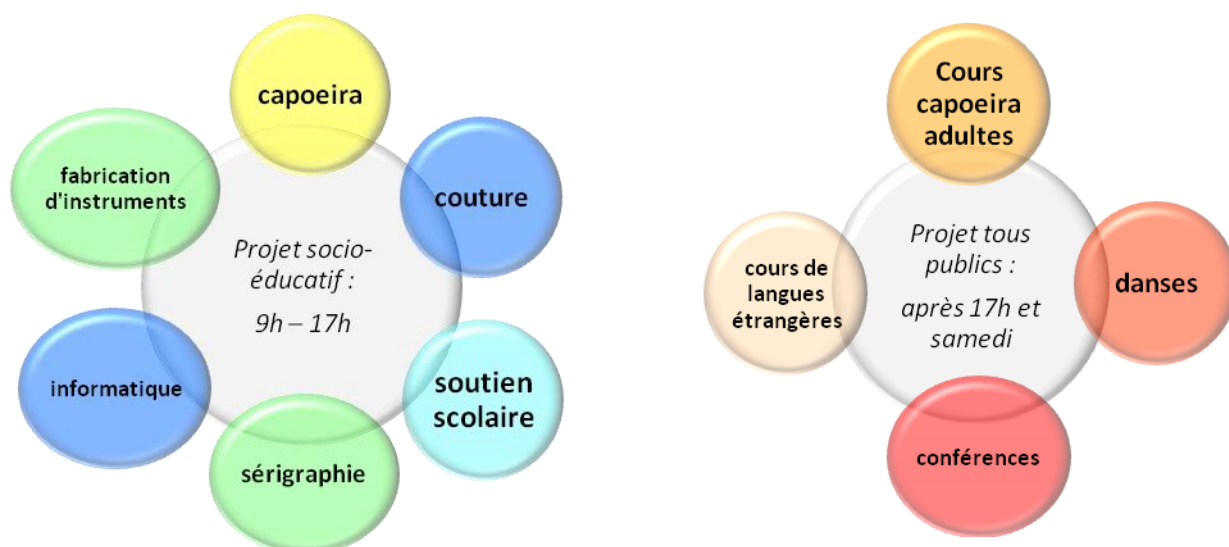 capoeira
couture
soutien
scolaire
sérigraphie
informatique
fabrication
d'instruments
Projet socio-
éducatif :
9h – 17h
Cours
capoeira
adultes
danses
conférences
cours de
langues
étrangères
Projet tous
publics :
après 17h et
samedi